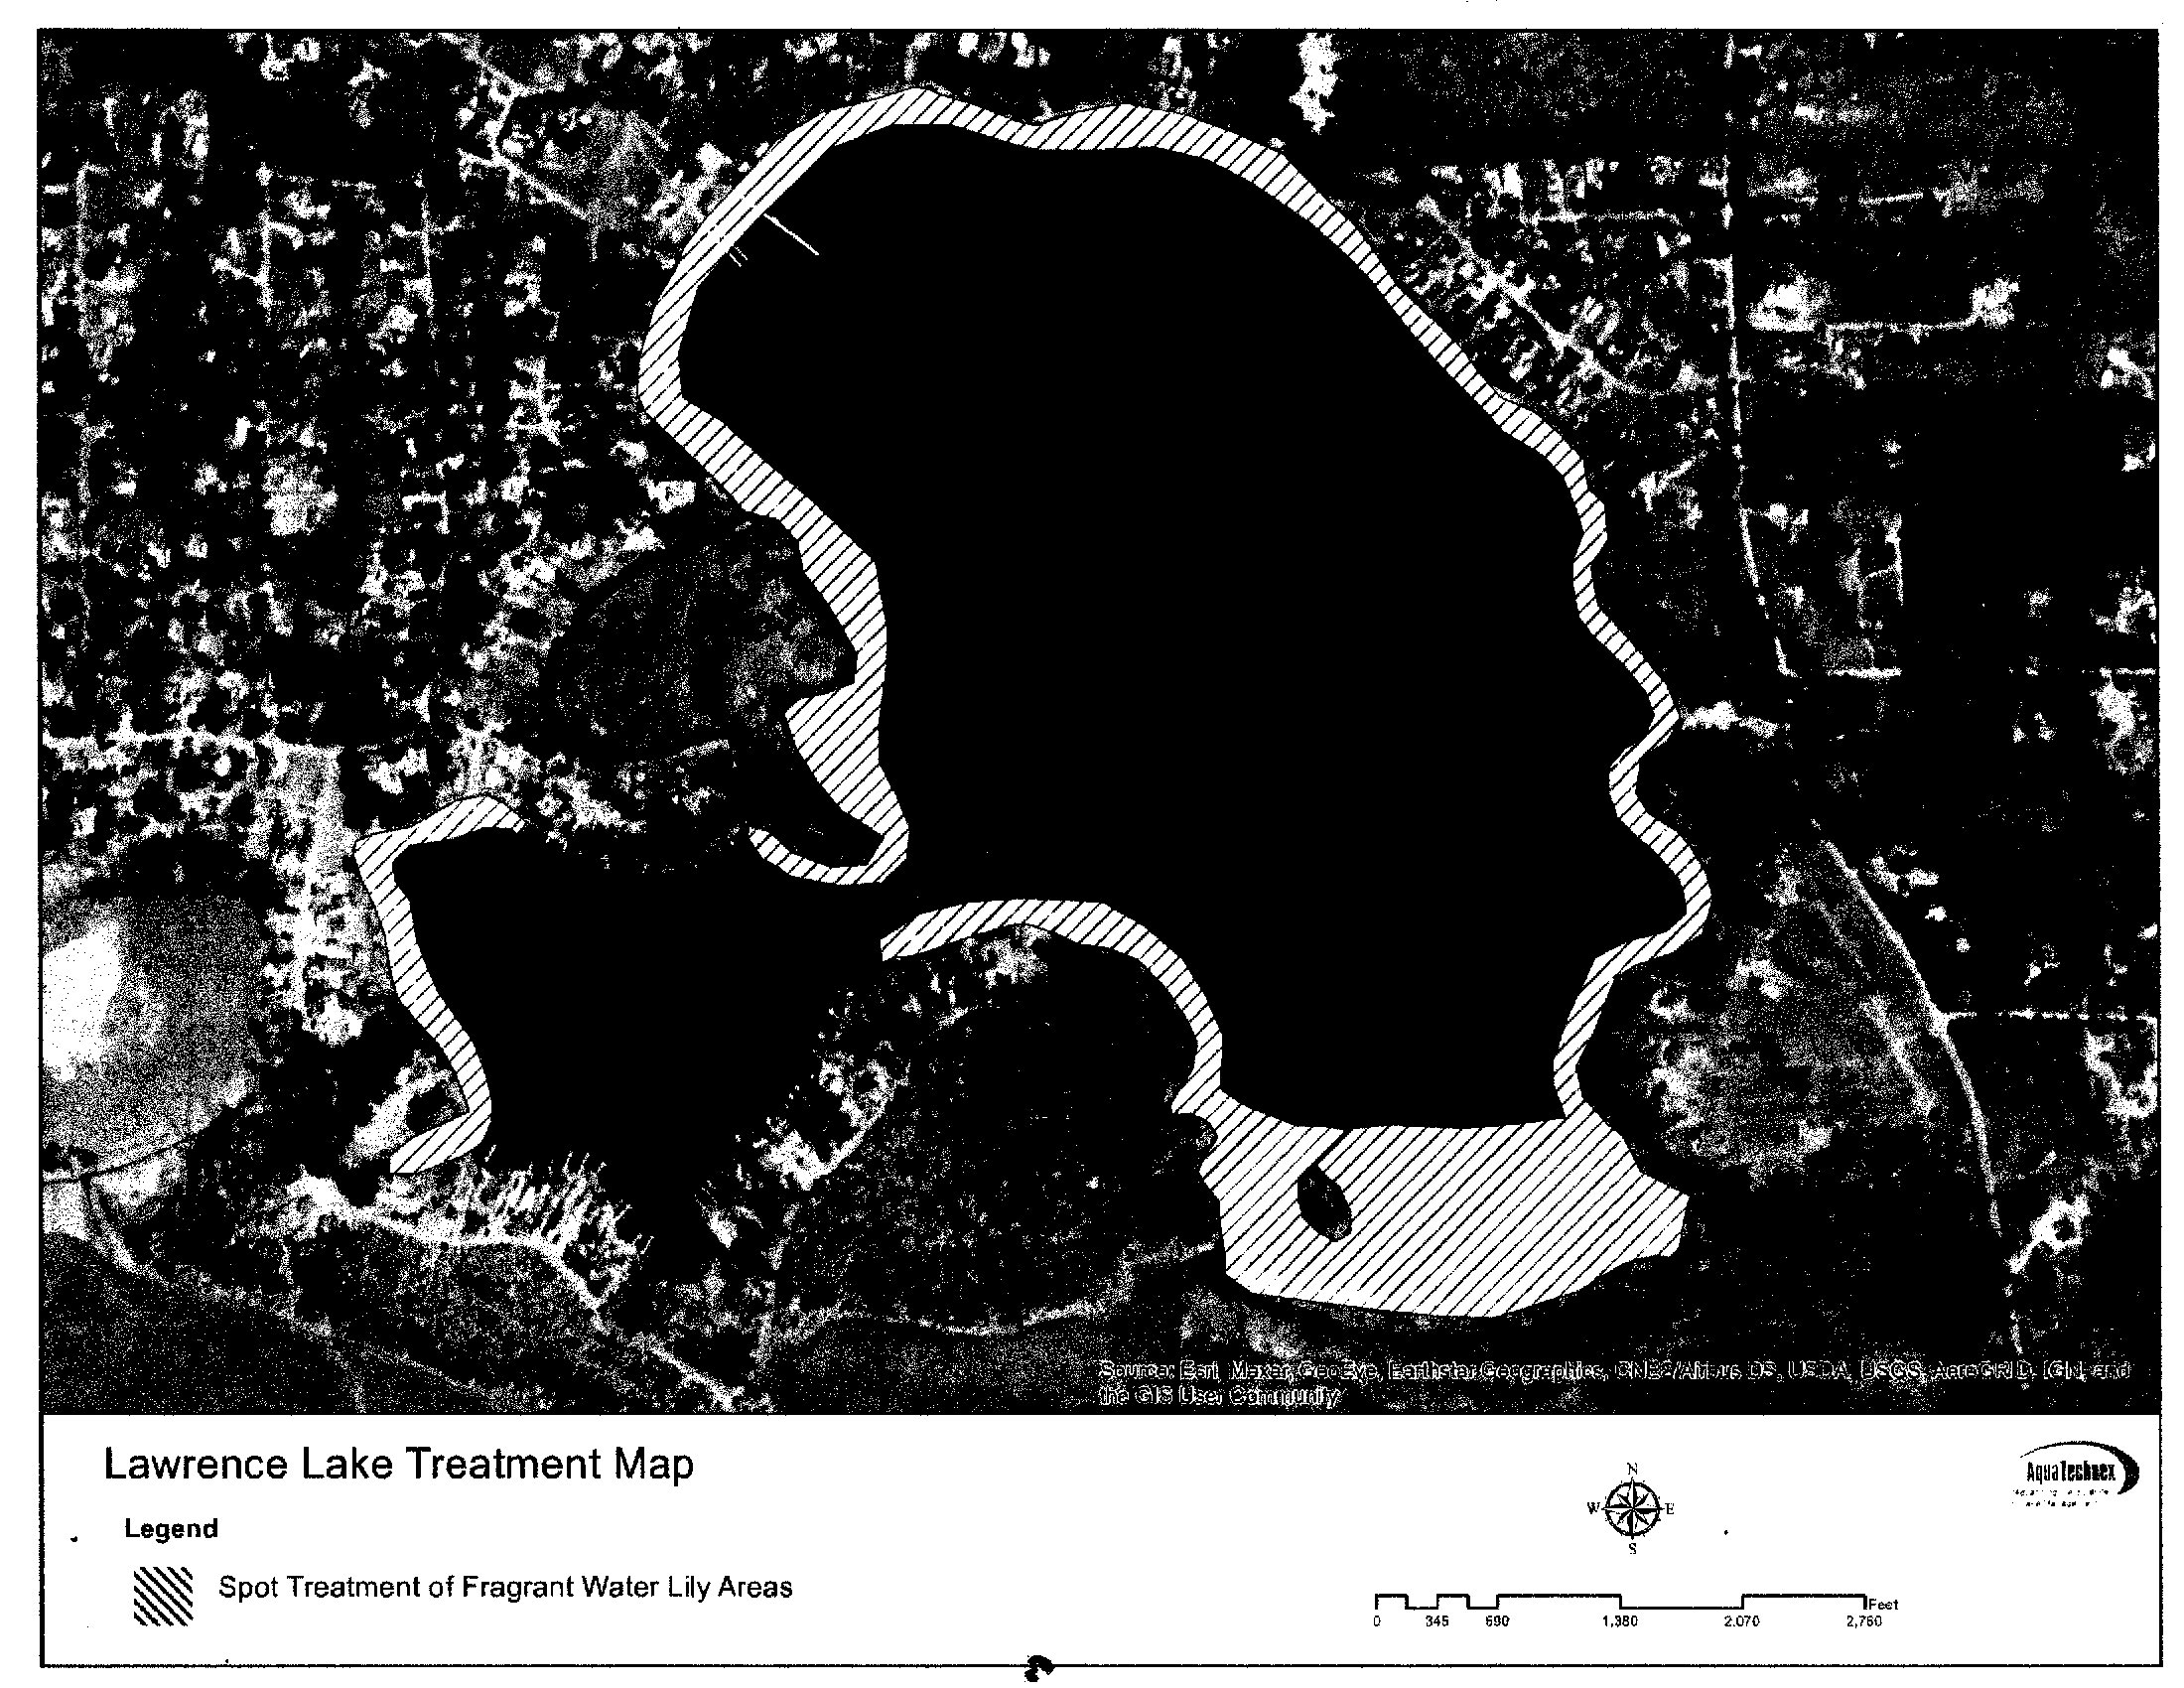 Source: Esri, Maxar, GeoEye, Earthstar Geographics, CNES/Airbus DS, USDA, USGS, AeroGRID, IGN, and
the GIS User Community
Lawrence Lake Treatment Map
Legend
Spot Treatment of Fragrant Water Lily Areas
N
W E
S
0 345 690 1,380 2,070 2,760
Feet
AquaTechnex